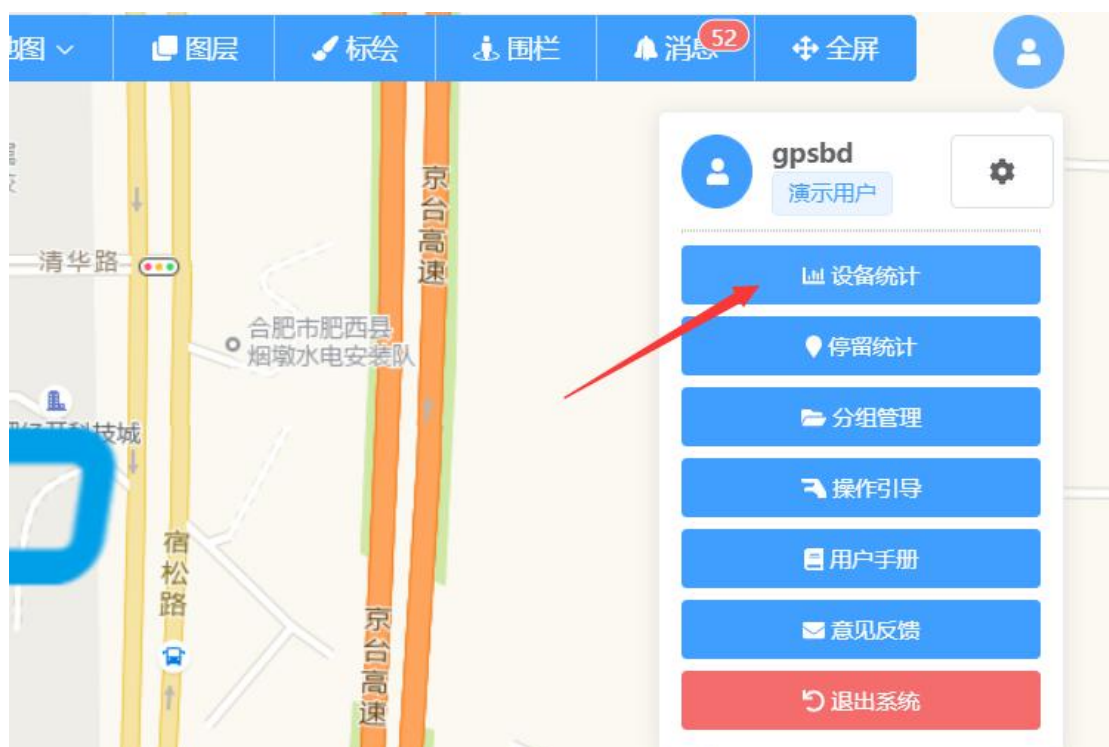 地图
图层
标绘
围栏
消息
52
全屏
gpsbd
演示用户
设备统计
停留统计
分组管理
操作引导
用户手册
意见反馈
退出系统
京台高速
清华路
合肥市肥西县
烟墩水电安装队
科技城
宿松路
京台高速